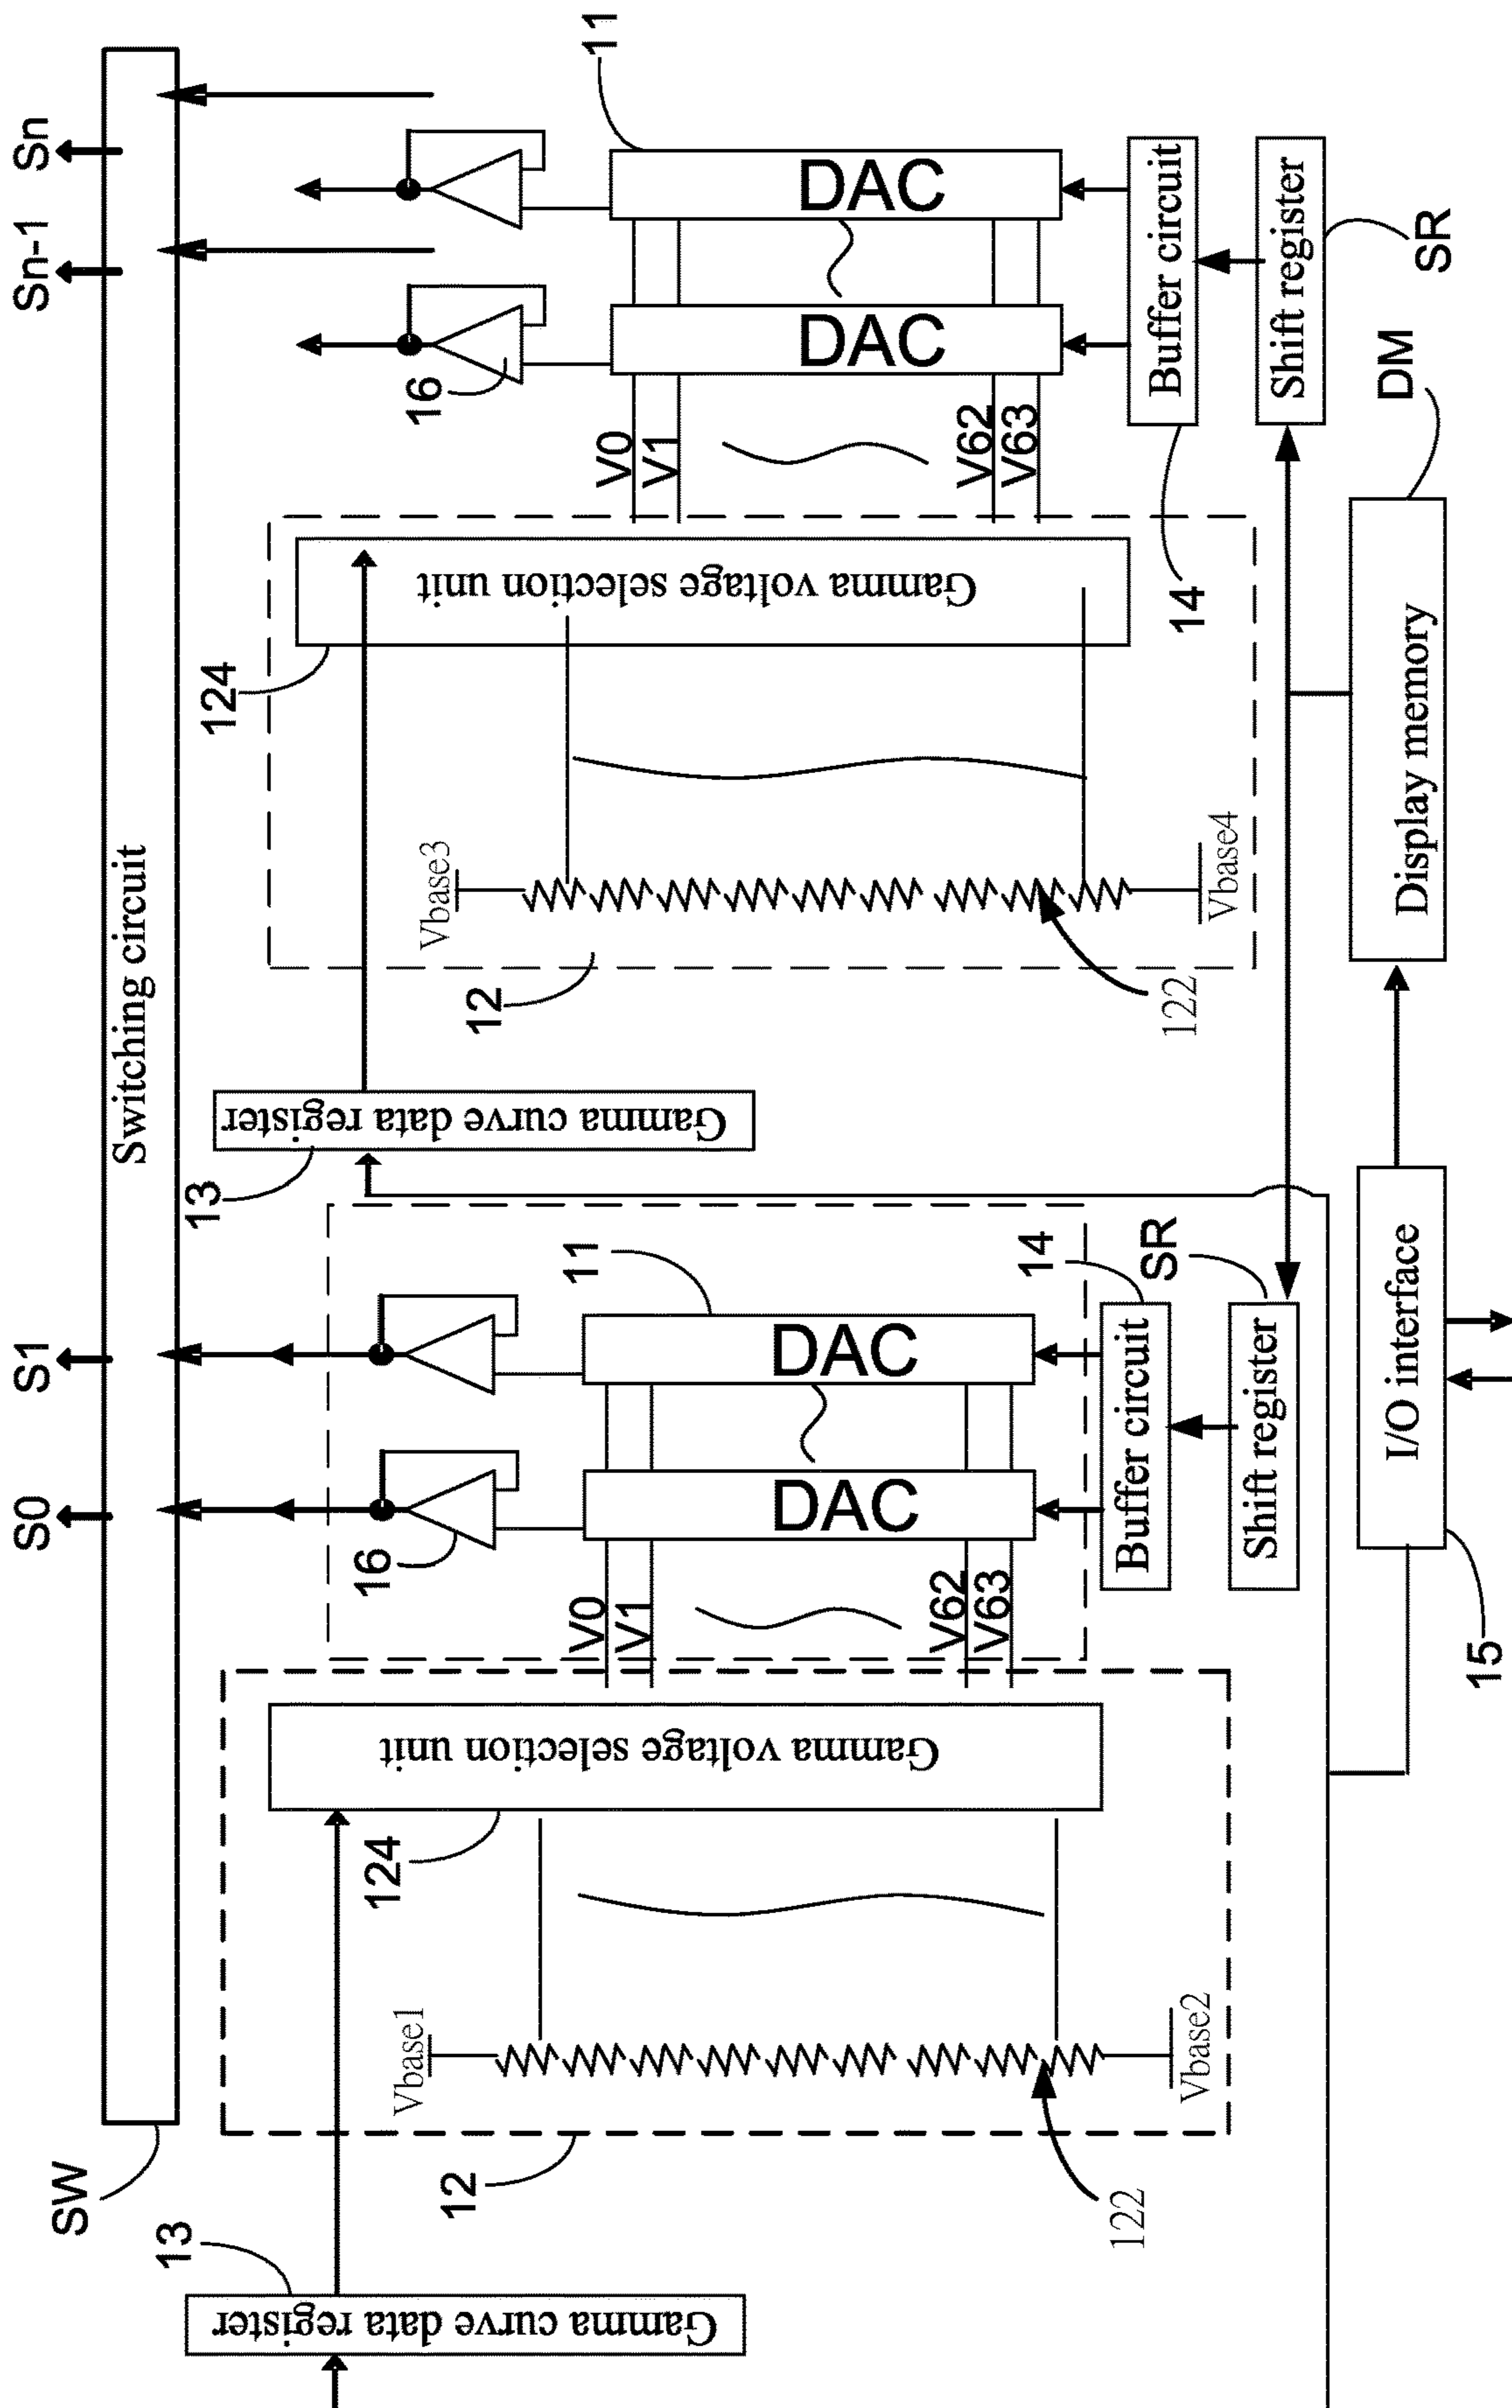 S0
S1
Sn-1
Sn
Switching circuit
SW
13
Gamma curve data register
12
Vbase1
Vbase2
122
124
Gamma voltage selection unit
V0
V1
V62
V63
16
DAC
DAC
11
Buffer circuit
14
Shift register
SR
13
Gamma curve data register
12
Vbase3
Vbase4
122
124
Gamma voltage selection unit
V0
V1
V62
V63
16
DAC
DAC
11
Buffer circuit
14
Shift register
SR
I/O interface
15
Display memory
DM